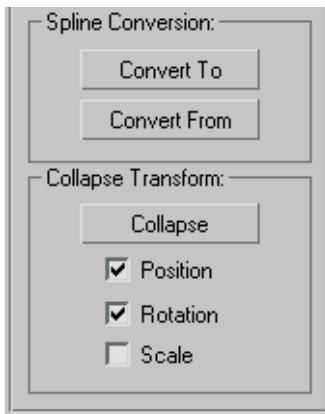 Spline Conversion:
Convert To
Convert From
Collapse Transform:
Collapse
Position
Rotation
Scale